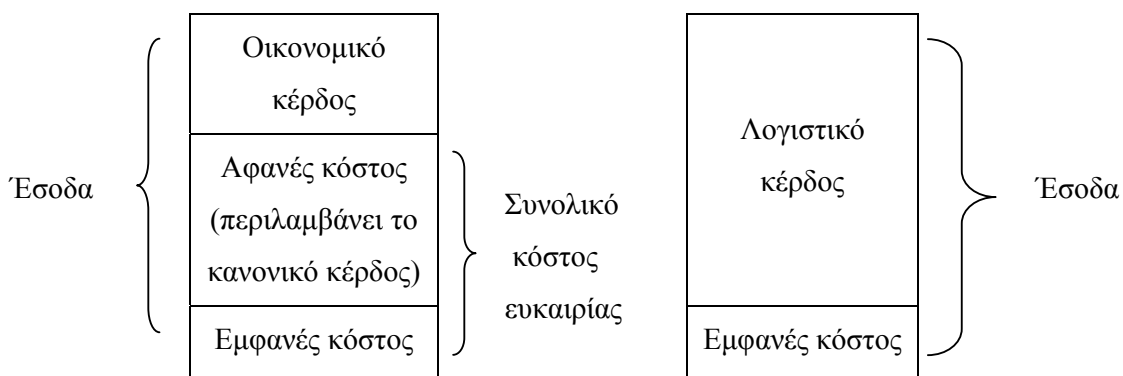 Έσοδα
Οικονομικό
κέρδος
Αφανές κόστος
(περιλαμβάνει το
κανονικό κέρδος)
Εμφανές κόστος
Συνολικό
κόστος
ευκαιρίας
Λογιστικό
κέρδος
Εμφανές κόστος
Έσοδα